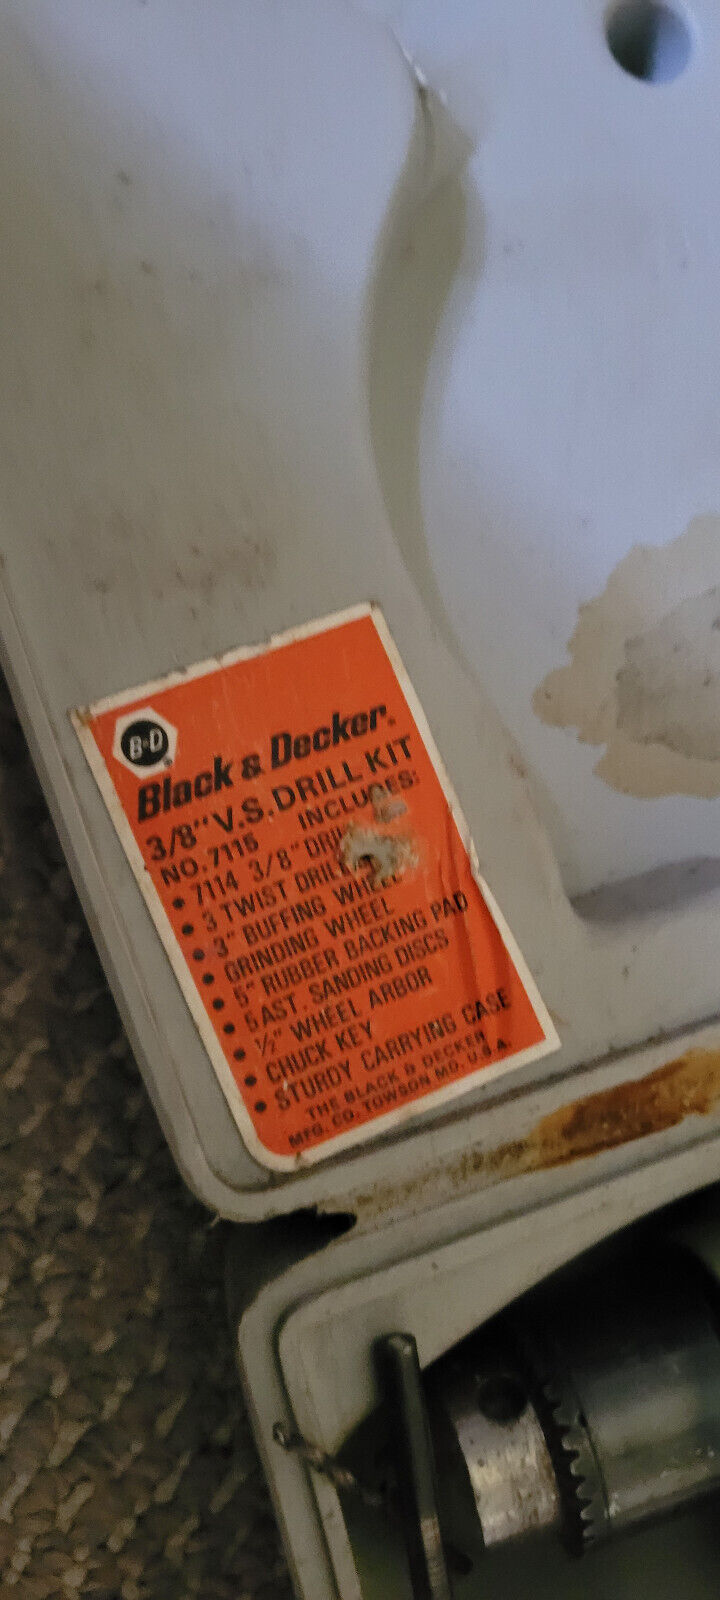 B&D
Black & Decker®
3/8" V.S. DRILL KIT
NO. 7115 INCLUDES:
• 7114 3/8" DRILL
• 3 TWIST DRILL
• 3" BUFFING WHEEL
• GRINDING WHEEL
• 5" RUBBER BACKING PAD
• 5 AST. SANDING DISCS
• ½" WHEEL ARBOR
• CHUCK KEY
• STURDY CARRYING CASE
THE BLACK & DECKER
MFG. CO. TOWSON MD. U.S.A.